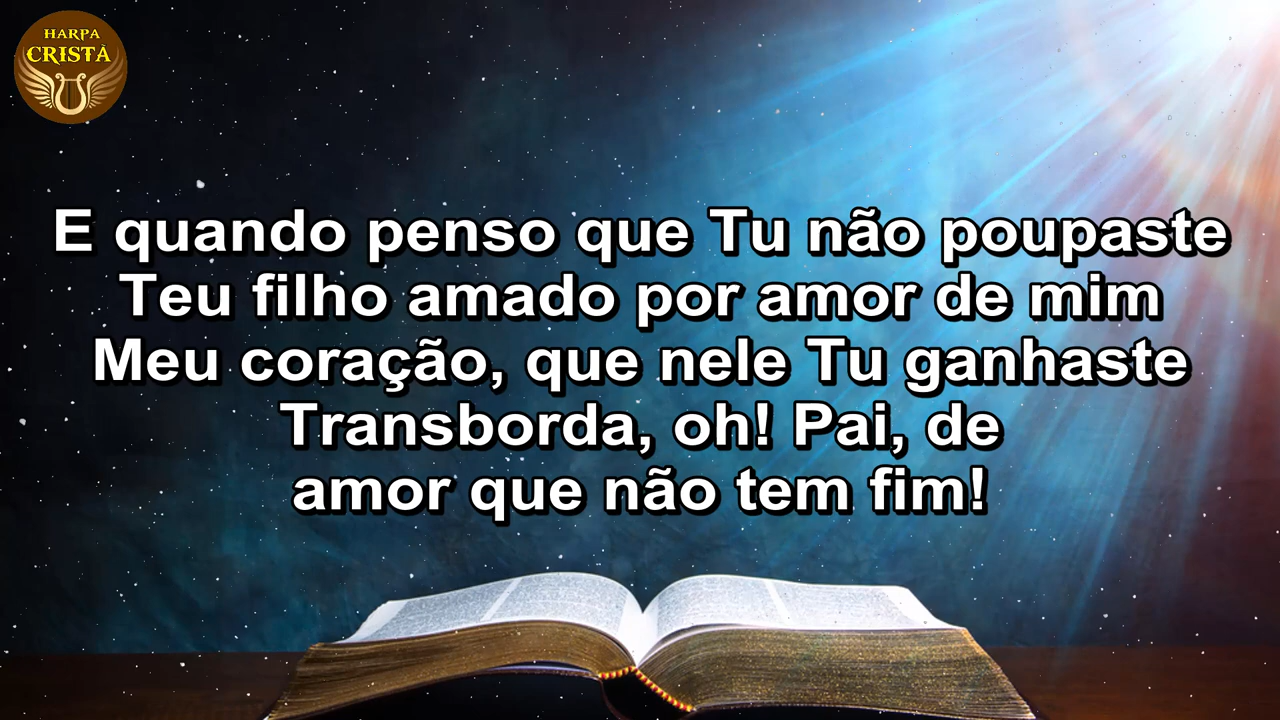 HARPA
CRISTÃ
E quando penso que Tu não poupaste
Teu filho amado por amor de mim
Meu coração, que nele Tu ganhaste
Transborda, oh! Pai, de
amor que não tem fim!